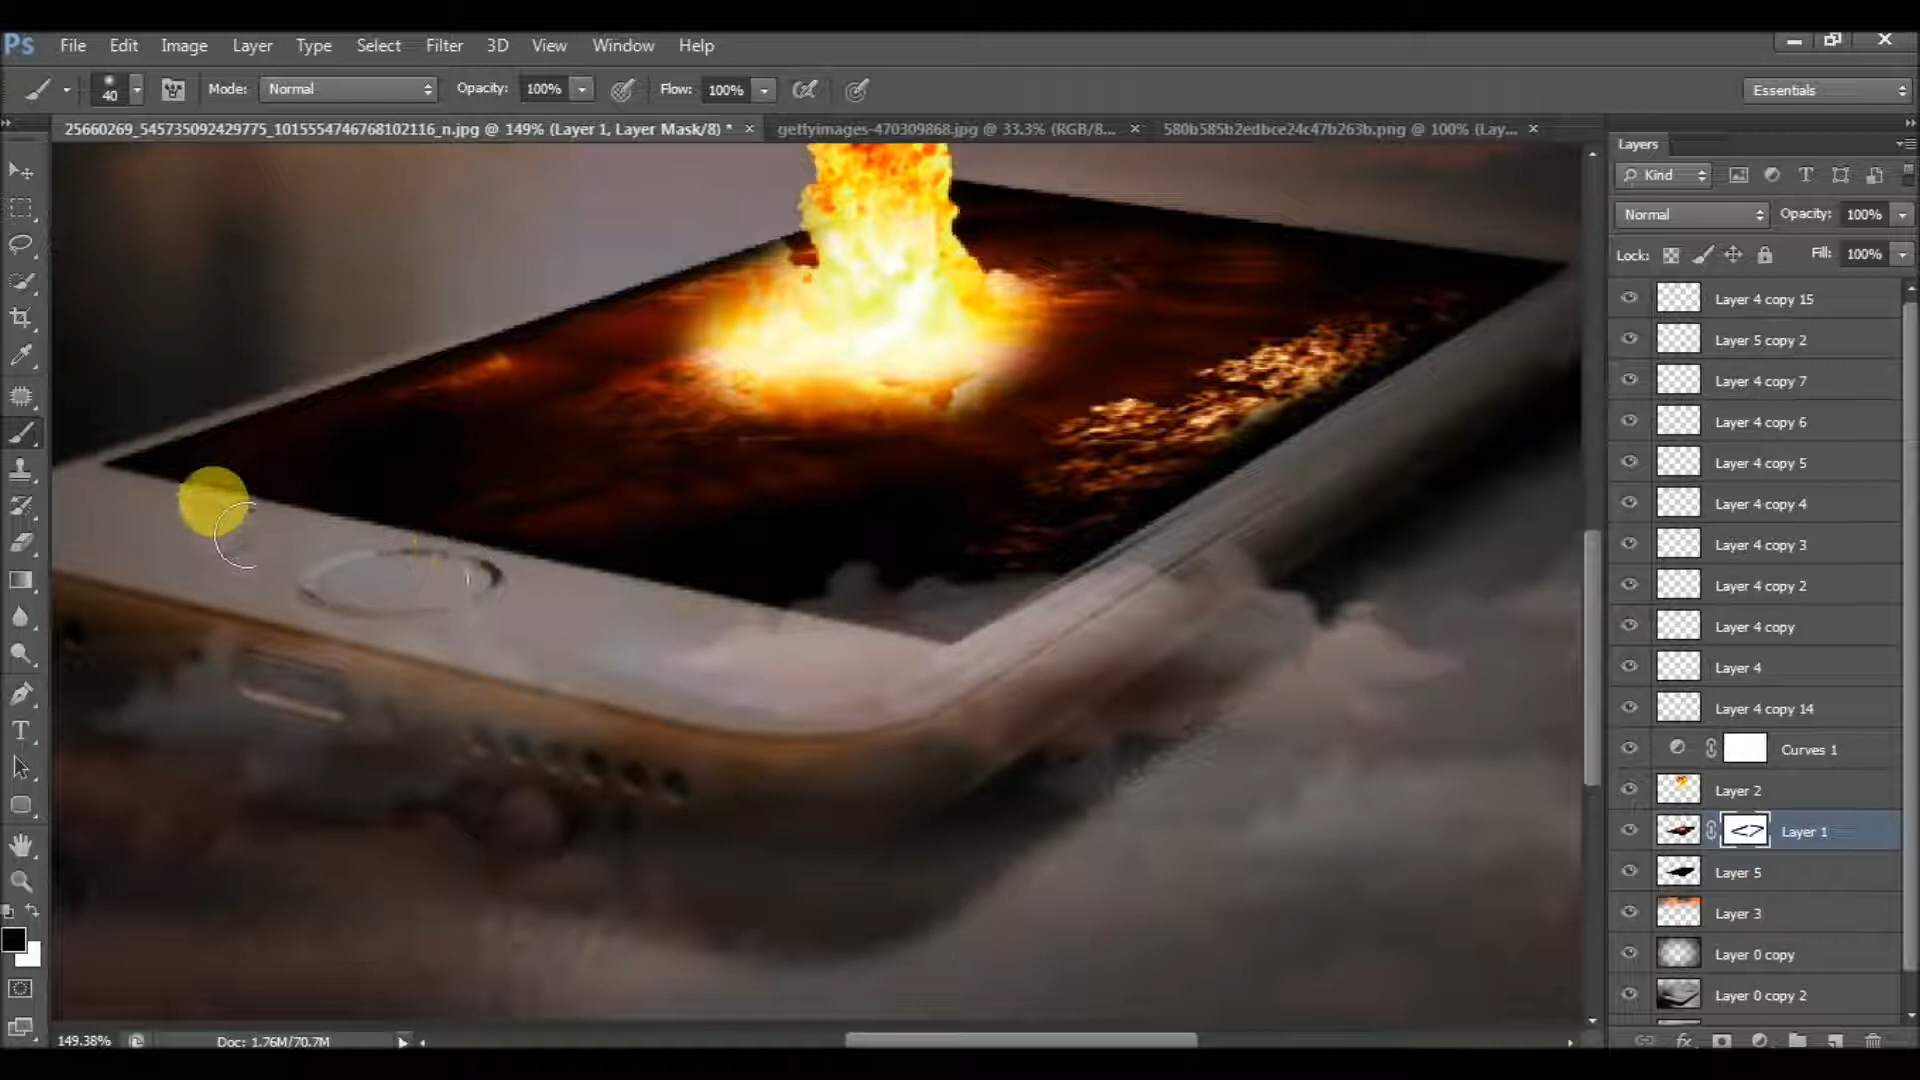 Ps File Edit Image Layer Type Select Filter 3D View Window Help
40 Mode: Normal Opacity: 100% Flow: 100% Essentials
25660269_545735092429775_1015554746768102116_n.jpg @ 149% (Layer 1, Layer Mask/8) * gettyimages-470309868.jpg @ 33.3% (RGB/8... 580b585b2edbce24c47b263b.png @ 100% (Lay...
Layers
Kind
Normal Opacity: 100%
Lock: Fill: 100%
Layer 4 copy 15
Layer 5 copy 2
Layer 4 copy 7
Layer 4 copy 6
Layer 4 copy 5
Layer 4 copy 4
Layer 4 copy 3
Layer 4 copy 2
Layer 4 copy
Layer 4
Layer 4 copy 14
Curves 1
Layer 2
Layer 1
Layer 5
Layer 3
Layer 0 copy
Layer 0 copy 2
149.38% Doc: 1.76M/70.7M